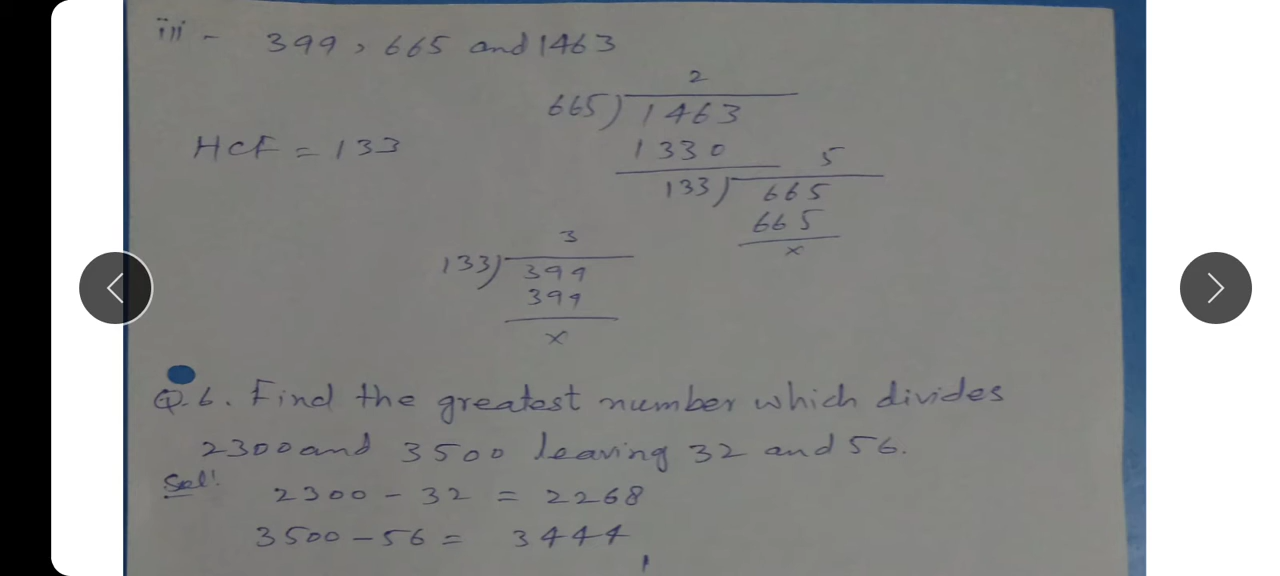 iii - 399, 665 and 1463
2
665) 1463
HCF = 133
1330 5
133) 665
665
x
3
133) 399
399
x
Q.6. Find the greatest number which divides
2300 and 3500 leaving 32 and 56.
Sol!
2300 - 32 = 2268
3500 - 56 = 3444